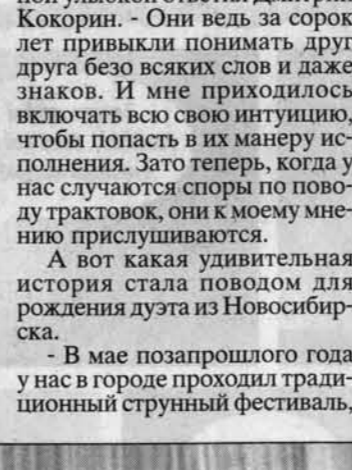 Кокорин. - Они ведь за сорок
лет привыкли понимать друг
друга безо всяких слов и даже
знаков. И мне приходилось
включать всю свою интуицию,
чтобы попасть в их манеру ис-
полнения. Зато теперь, когда у
нас случаются споры по пово-
ду трактовок, они к моему мне-
нию прислушиваются.
А вот какая удивительная
история стала поводом для
рождения дуэта из Новосибир-
ска.
- В мае позапрошлого года
у нас в городе проходил тради-
ционный струнный фестиваль,